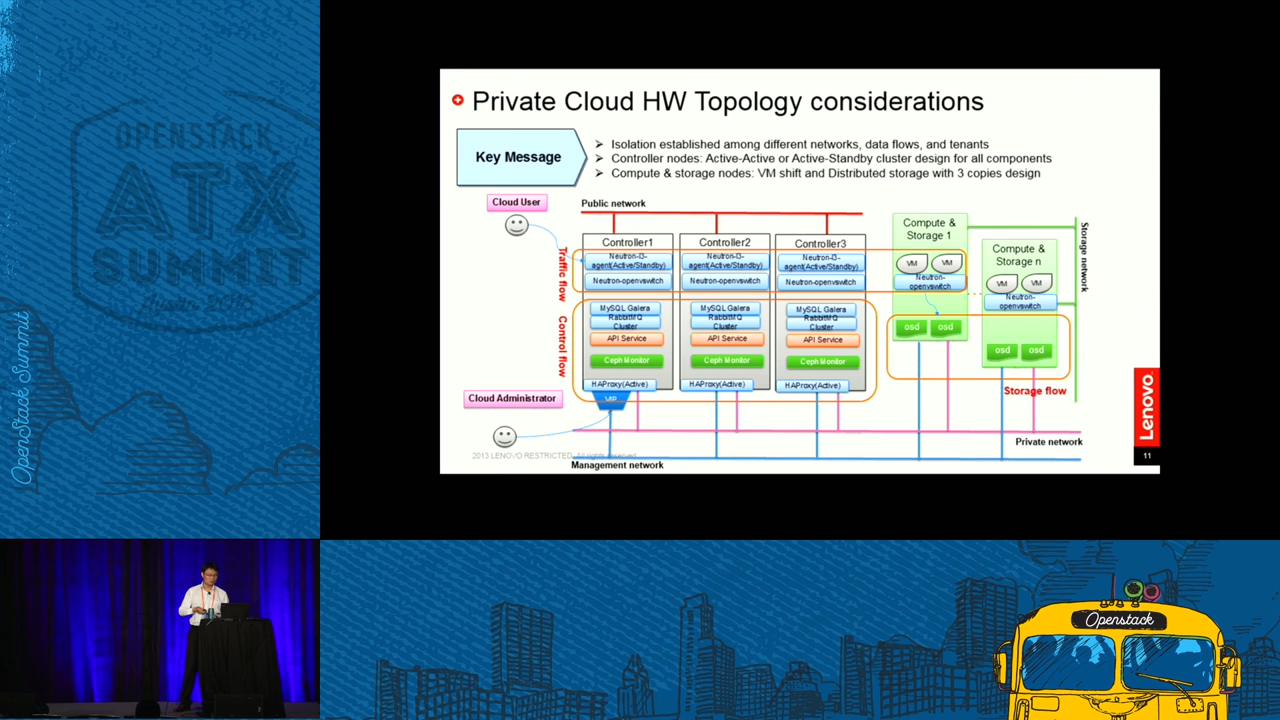 OPENSTACK
ATX
OpenStack Summit
Private Cloud HW Topology considerations
Key Message
Isolation established among different networks, data flows, and tenants
Controller nodes: Active-Active or Active-Standby cluster design for all components
Compute & storage nodes: VM shift and Distributed storage with 3 copies design
Cloud User
Public network
Traffic flow
Control flow
Controller1
Neutron-l3-
agent(Active/Standby)
Neutron-openvswitch
MySQL Galera
RabbitMQ
Cluster
API Service
Ceph Monitor
HAProxy(Active)
VIP
Controller2
Neutron-l3-
agent(Active/Standby)
Neutron-openvswitch
MySQL Galera
RabbitMQ
Cluster
API Service
Ceph Monitor
HAProxy(Active)
Controller3
Neutron-l3-
agent(Active/Standby)
Neutron-openvswitch
MySQL Galera
RabbitMQ
Cluster
API Service
Ceph Monitor
HAProxy(Active)
Compute &
Storage 1
VM VM
Neutron-
openvswitch
osd osd
Compute &
Storage n
VM VM
Neutron-
openvswitch
osd osd
Storage network
Storage flow
Cloud Administrator
Private network
2013 LENOVO RESTRICTED. All rights reserved.
Management network
Lenovo
11
Openstack